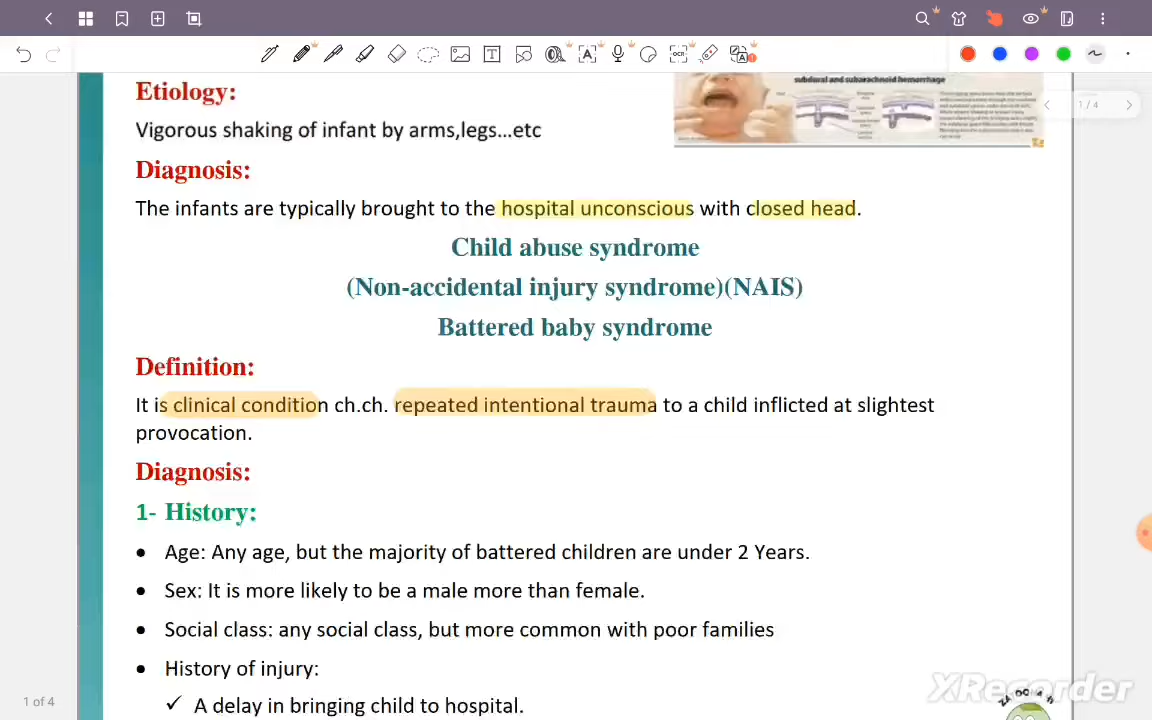 subdural and subarachnoid hemorrhage
Etiology:
Vigorous shaking of infant by arms,legs...etc
1/4
Diagnosis:
The infants are typically brought to the hospital unconscious with closed head.
Child abuse syndrome
(Non-accidental injury syndrome)(NAIS)
Battered baby syndrome
Definition:
It is clinical condition ch.ch. repeated intentional trauma to a child inflicted at slightest
provocation.
Diagnosis:
1- History:
• Age: Any age, but the majority of battered children are under 2 Years.
• Sex: It is more likely to be a male more than female.
• Social class: any social class, but more common with poor families
• History of injury:
✓ A delay in bringing child to hospital.
1 of 4
XRecorder